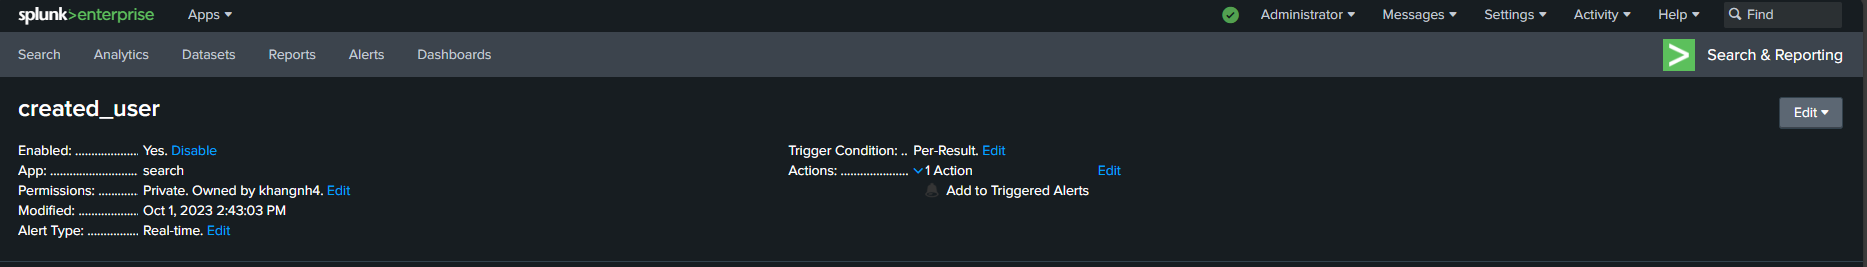 splunk>enterprise Apps Administrator Messages Settings Activity Help Find
Search Analytics Datasets Reports Alerts Dashboards Search & Reporting
created_user
Edit
Enabled: ................... Yes. Disable
App: ........................... search
Permissions: ............ Private. Owned by khangnh4. Edit
Modified: ................... Oct 1, 2023 2:43:03 PM
Alert Type: ................ Real-time. Edit
Trigger Condition: .. Per-Result. Edit
Actions: ..................... 1 Action Edit
Add to Triggered Alerts